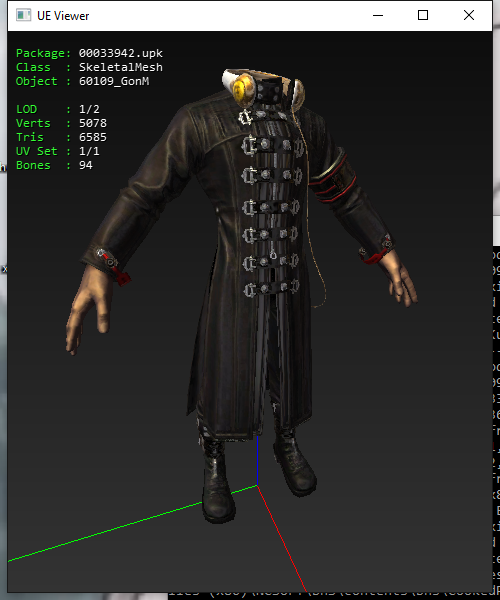 UE Viewer
Package: 00033942.upk
Class  : SkeletalMesh
Object : 60109_GonM
LOD    : 1/2
Verts  : 5078
Tris   : 6585
UV Set : 1/1
Bones  : 94